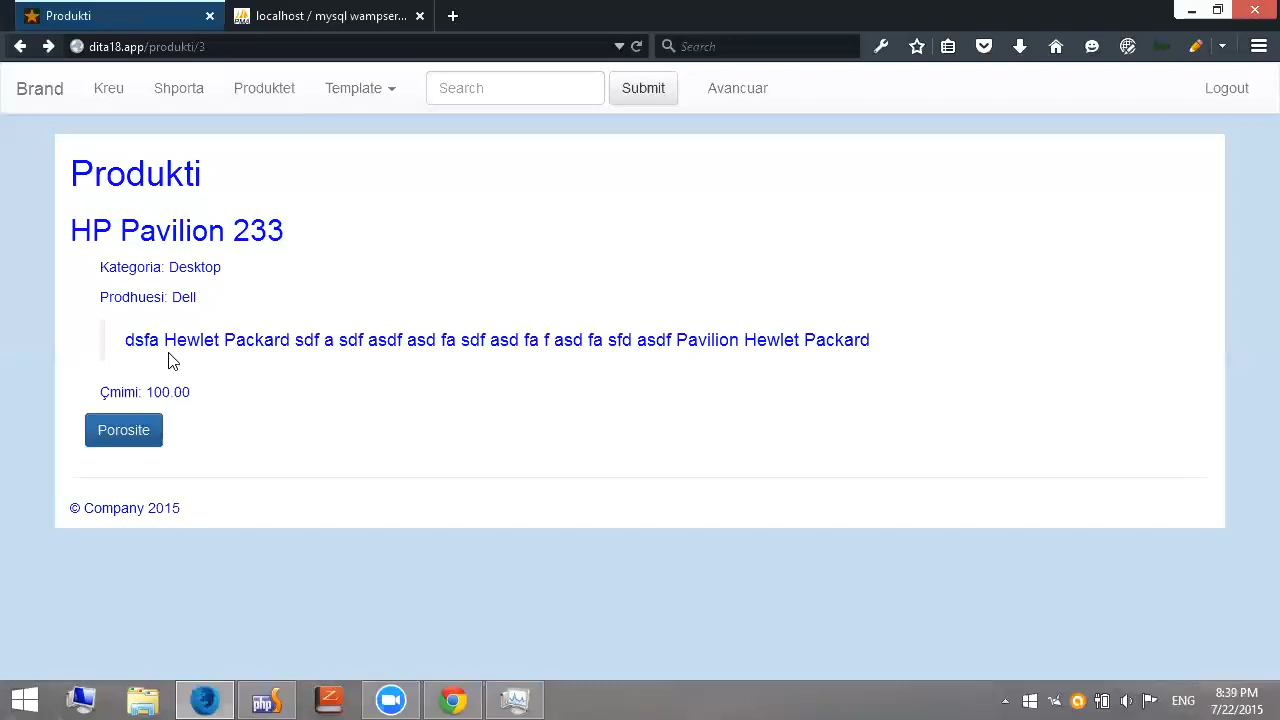 Produkti
localhost / mysql wampser...
dita18.app/produkti/3
Search
Brand
Kreu
Shporta
Produktet
Template
Search
Submit
Avancuar
Logout
Produkti
HP Pavilion 233
Kategoria: Desktop
Prodhuesi: Dell
dsfa Hewlet Packard sdf a sdf asdf asd fa sdf asd fa f asd fa sfd asdf Pavilion Hewlet Packard
Çmimi: 100.00
Porosite
© Company 2015
php
ENG
8:39 PM
7/22/2015